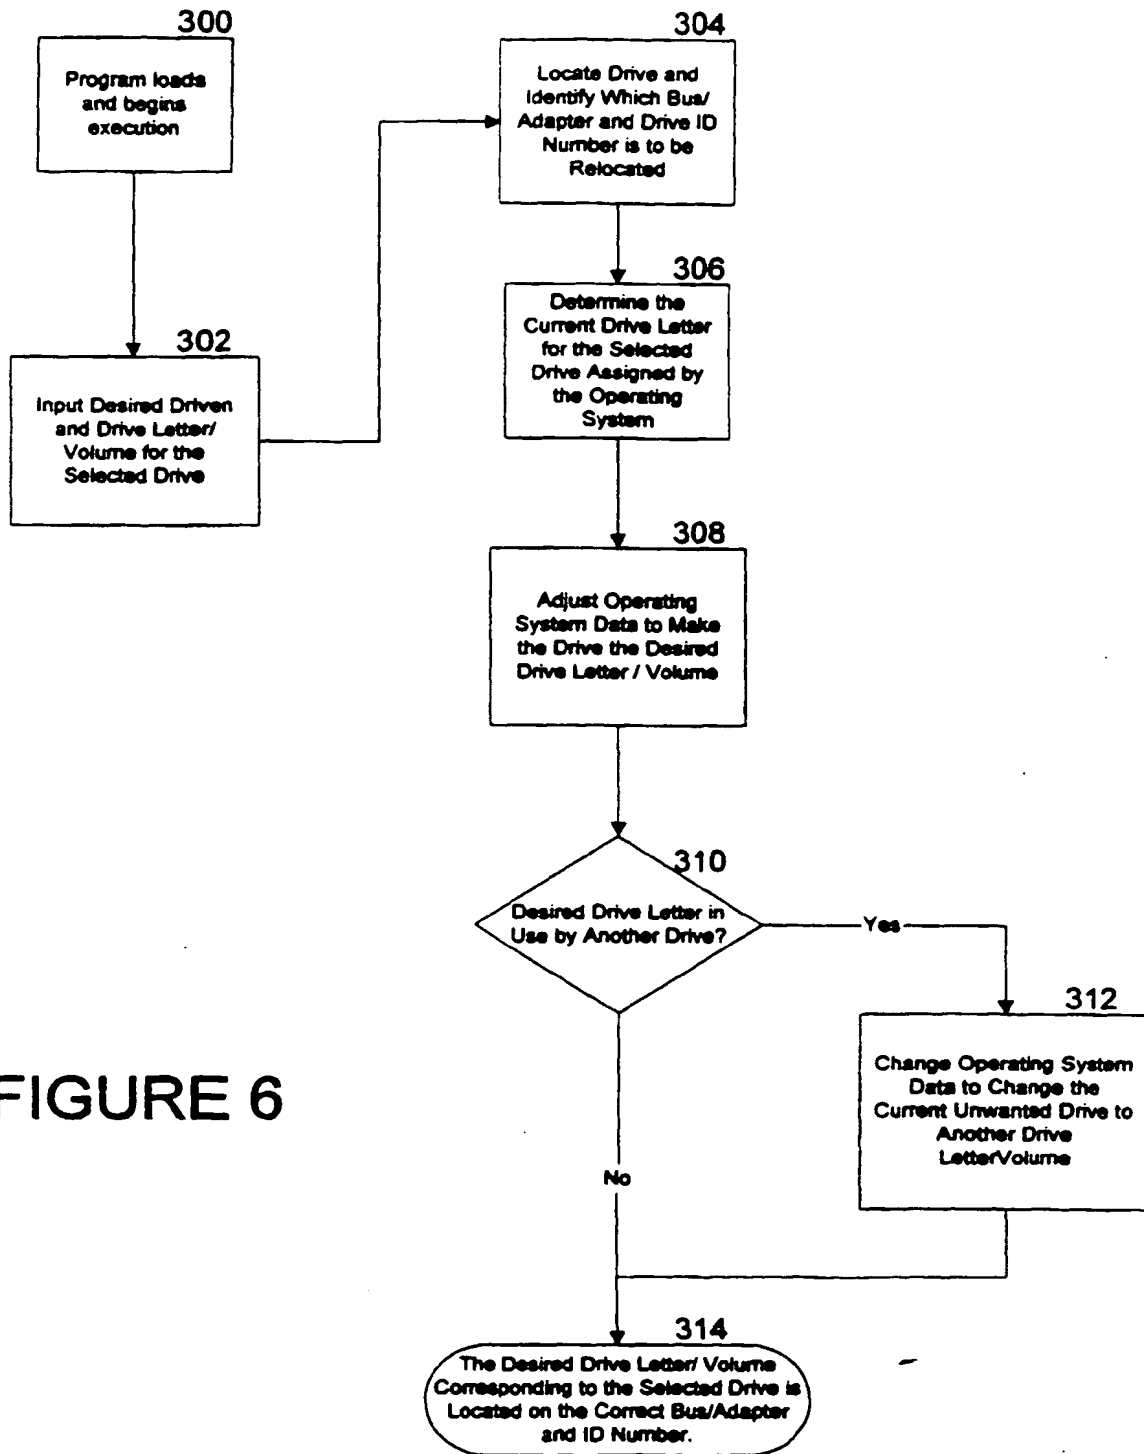 300
Program loads
and begins
execution
302
Input Desired Driven
and Drive Letter/
Volume for the
Selected Drive
304
Locate Drive and
Identify Which Bus/
Adapter and Drive ID
Number is to be
Relocated
306
Determine the
Current Drive Letter
for the Selected
Drive Assigned by
the Operating
System
308
Adjust Operating
System Data to Make
the Drive the Desired
Drive Letter / Volume
310
Desired Drive Letter in
Use by Another Drive?
Yes
312
Change Operating System
Data to Change the
Current Unwanted Drive to
Another Drive
Letter\Volume
No
314
The Desired Drive Letter/ Volume
Corresponding to the Selected Drive is
Located on the Correct Bus/Adapter
and ID Number.
FIGURE 6